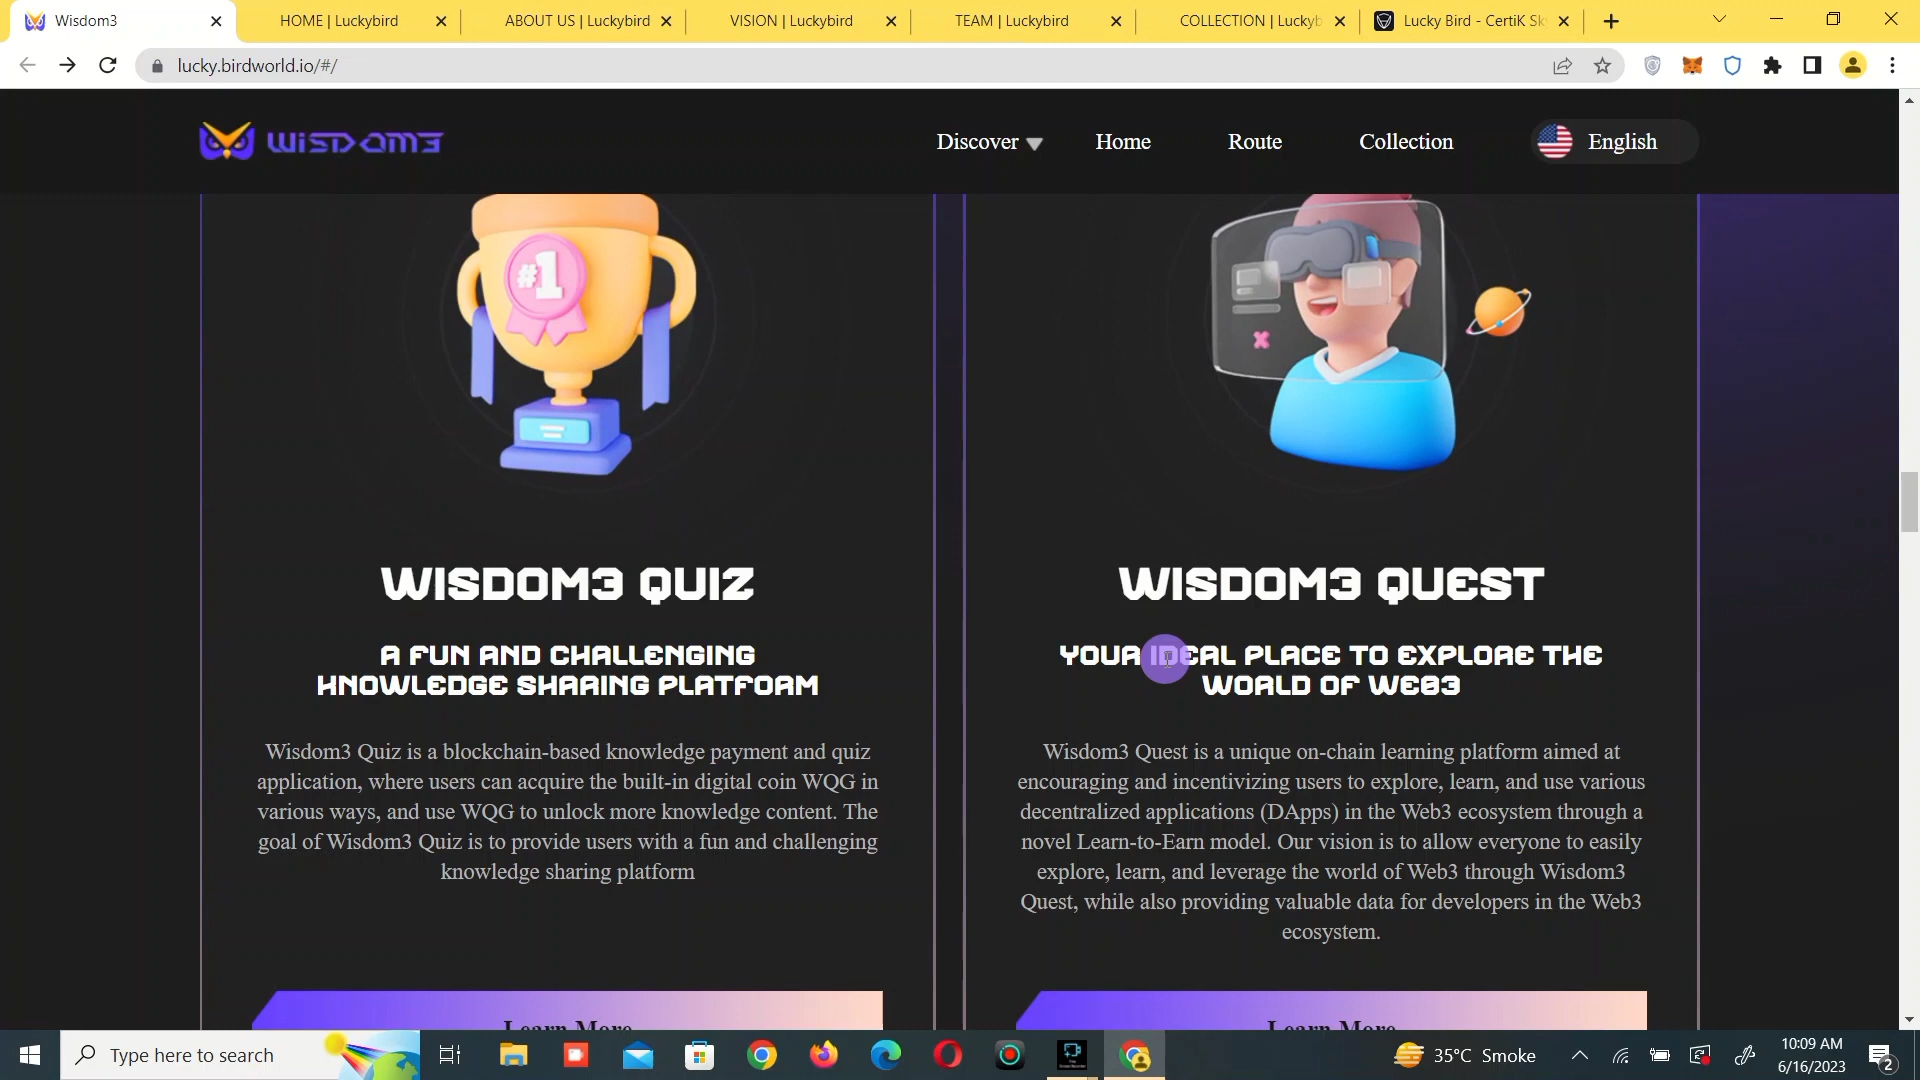 Wisdom3
HOME | Luckybird
ABOUT US | Luckybird
VISION | Luckybird
TEAM | Luckybird
COLLECTION | Luckyb
Lucky Bird - CertiK Sk
lucky.birdworld.io/#/
WISDOM3
Discover
Home
Route
Collection
English
#1
WISDOM3 QUIZ
A FUN AND CHALLENGING
KNOWLEDGE SHARING PLATFORM
Wisdom3 Quiz is a blockchain-based knowledge payment and quiz
application, where users can acquire the built-in digital coin WQG in
various ways, and use WQG to unlock more knowledge content. The
goal of Wisdom3 Quiz is to provide users with a fun and challenging
knowledge sharing platform
Learn More
WISDOM3 QUEST
YOUR IDEAL PLACE TO EXPLORE THE
WORLD OF WEB3
Wisdom3 Quest is a unique on-chain learning platform aimed at
encouraging and incentivizing users to explore, learn, and use various
decentralized applications (DApps) in the Web3 ecosystem through a
novel Learn-to-Earn model. Our vision is to allow everyone to easily
explore, learn, and leverage the world of Web3 through Wisdom3
Quest, while also providing valuable data for developers in the Web3
ecosystem.
Learn More
Type here to search
35°C Smoke
10:09 AM
6/16/2023
2